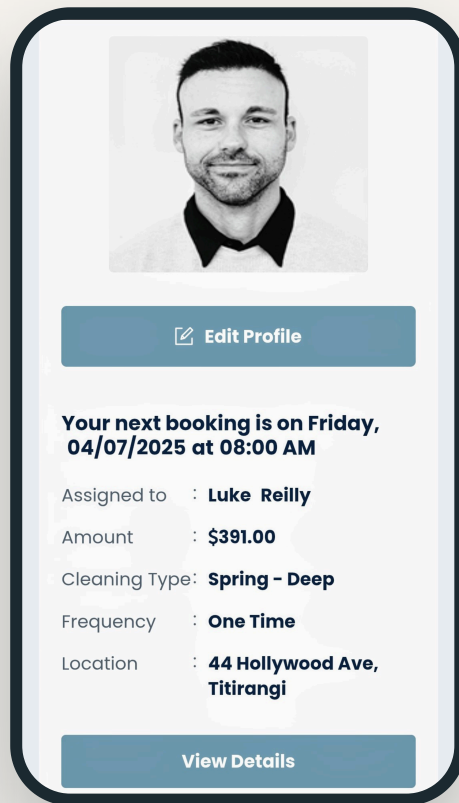 Edit Profile
Your next booking is on Friday,
04/07/2025 at 08:00 AM
Assigned to : Luke Reilly
Amount : $391.00
Cleaning Type: Spring - Deep
Frequency : One Time
Location : 44 Hollywood Ave,
Titirangi
View Details